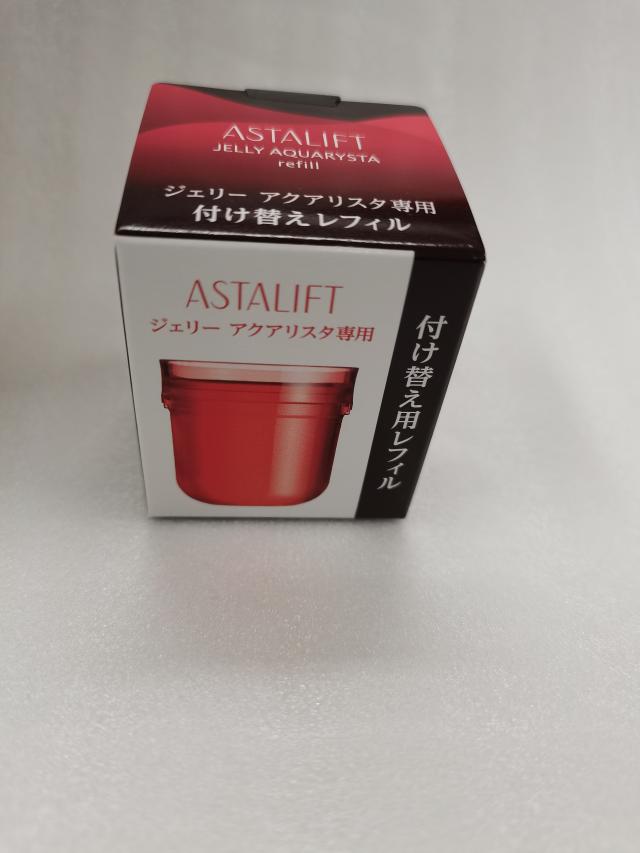 ASTALIFT
JELLY AQUARYSTA
refill
ジェリー アクアリスタ専用
付け替えレフィル
ASTALIFT
ジェリー アクアリスタ専用
付け替え用レフィル